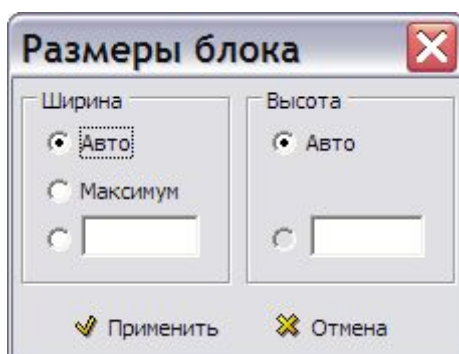 Размеры блока
Ширина
Высота
Авто
Авто
Максимум
Применить
Отмена